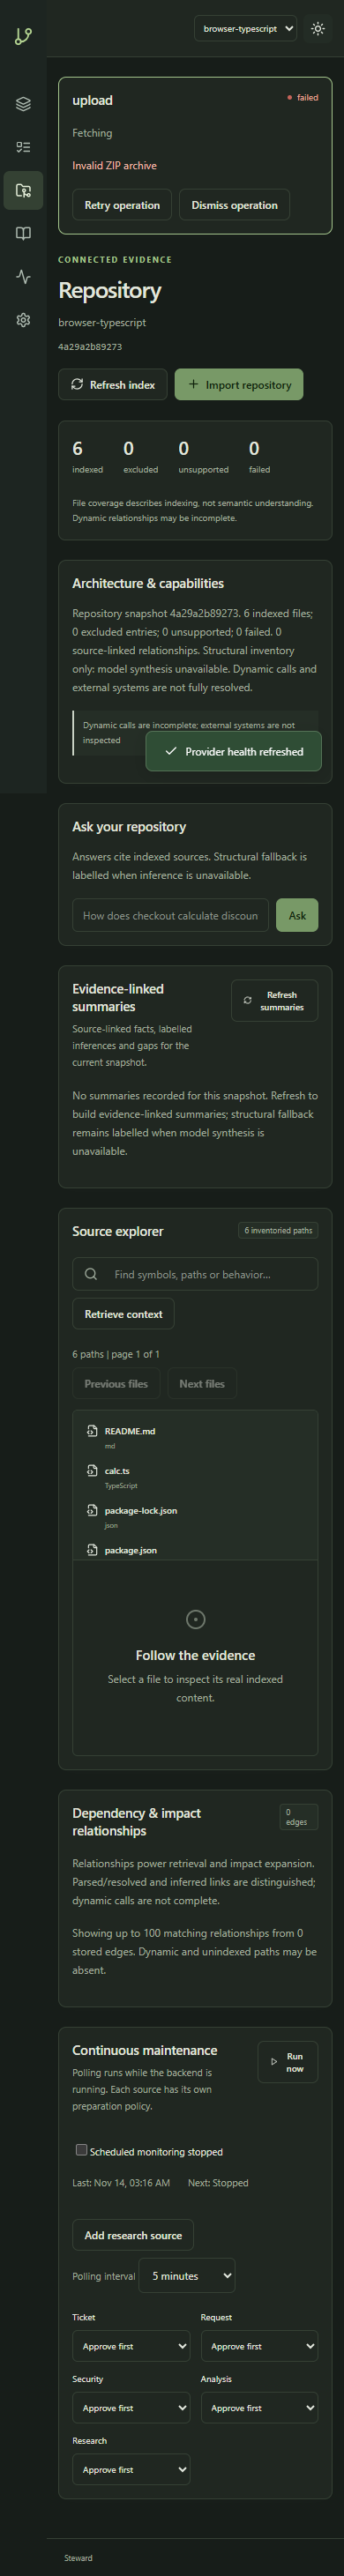 browser-typescript
upload
failed
Fetching
Invalid ZIP archive
Retry operation
Dismiss operation
CONNECTED EVIDENCE
Repository
browser-typescript
4a29a2b89273
Refresh index
Import repository
6 0 0 0
indexed excluded unsupported failed
File coverage describes indexing, not semantic understanding.
Dynamic relationships may be incomplete.
Architecture & capabilities
Repository snapshot 4a29a2b89273. 6 indexed files;
0 excluded entries; 0 unsupported; 0 failed. 0
source-linked relationships. Structural inventory
only: model synthesis unavailable. Dynamic calls and
external systems are not fully resolved.
Dynamic calls are incomplete; external systems are not
inspected
Provider health refreshed
Ask your repository
Answers cite indexed sources. Structural fallback is
labelled when inference is unavailable.
How does checkout calculate discoun
Ask
Evidence-linked
summaries
Refresh
summaries
Source-linked facts, labelled
inferences and gaps for the
current snapshot.
No summaries recorded for this snapshot. Refresh to
build evidence-linked summaries; structural fallback
remains labelled when model synthesis is
unavailable.
Source explorer
6 inventoried paths
Find symbols, paths or behavior...
Retrieve context
6 paths | page 1 of 1
Previous files
Next files
README.md
md
calc.ts
TypeScript
package-lock.json
json
package.json
Follow the evidence
Select a file to inspect its real indexed
content.
Dependency & impact
relationships
0
edges
Relationships power retrieval and impact expansion.
Parsed/resolved and inferred links are distinguished;
dynamic calls are not complete.
Showing up to 100 matching relationships from 0
stored edges. Dynamic and unindexed paths may be
absent.
Continuous maintenance
Run
now
Polling runs while the backend is
running. Each source has its own
preparation policy.
Scheduled monitoring stopped
Last: Nov 14, 03:16 AM Next: Stopped
Add research source
Polling interval 5 minutes
Ticket Request
Approve first Approve first
Security Analysis
Approve first Approve first
Research
Approve first
Steward